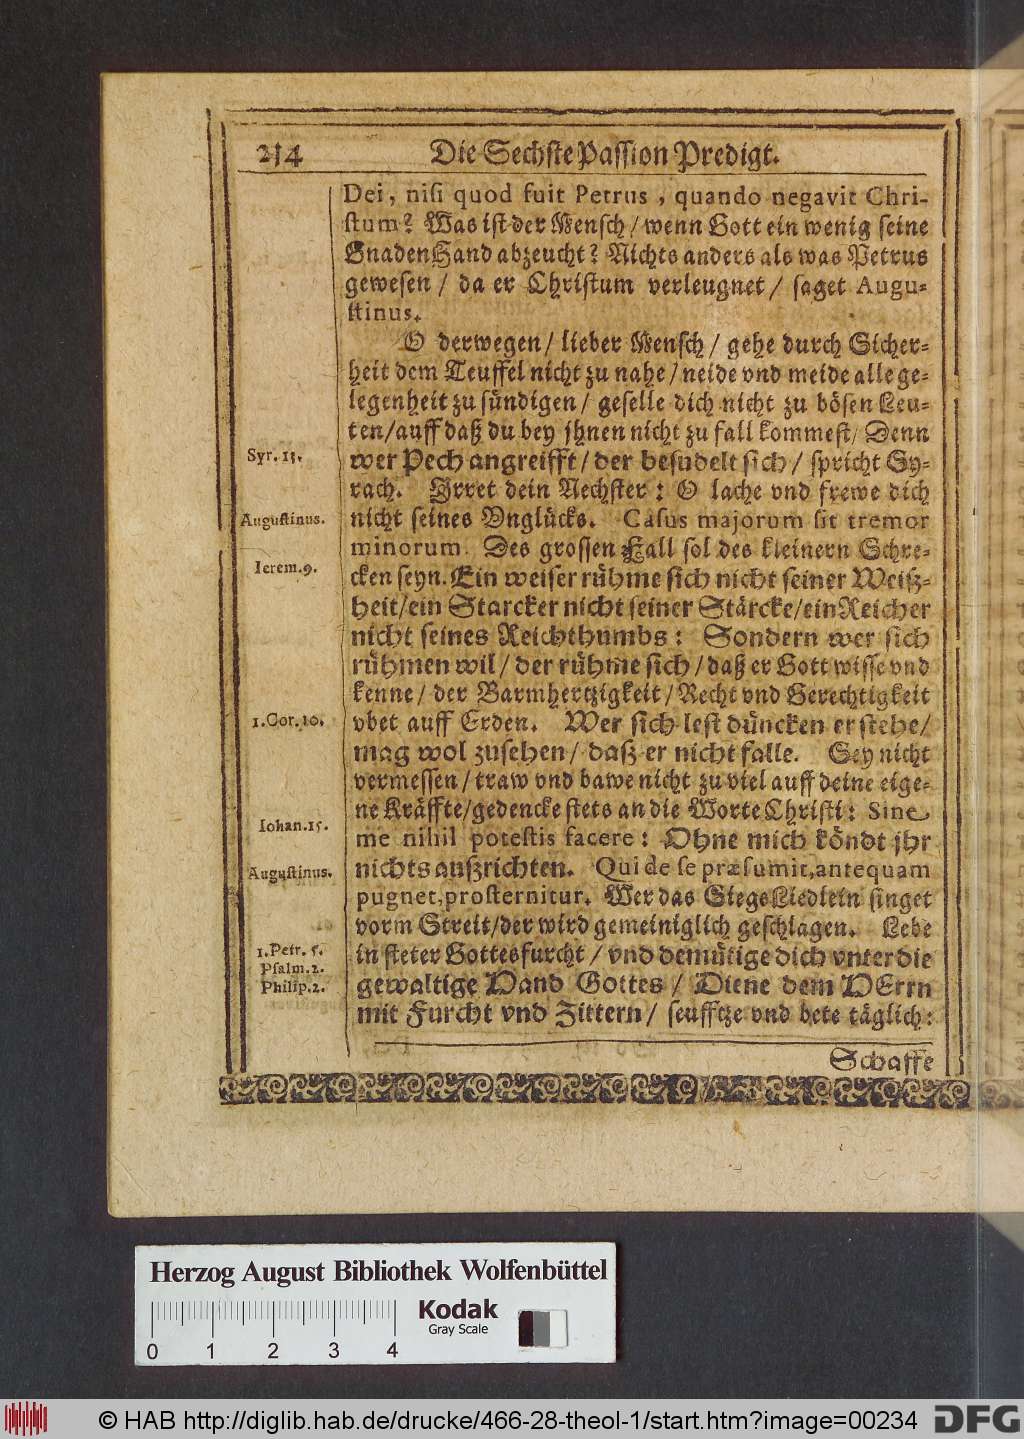 214 Die Sechste Passion Predigt.
Dei, nisi quod fuit Petrus, quando negavit Chri-
stum? Was ist der Mensch/ wenn Gott ein wenig seine
GnadenHand abzeucht? Nichts anders als was Petrus
gewesen/ da er Christum verleugnet/ saget Augu-
stinus.
O derwegen/ lieber Mensch/ gehe durch Sicher-
heit dem Teuffel nicht zu nahe/ neide vnd meide alle ge-
legenheit zu sündigen/ geselle dich nicht zu bösen Leu-
ten/ auff daß du bey jhnen nicht zu fall kommest/ Denn
Syr. 13. wer Pech angreifft/ der besudelt sich/ spricht Sy-
rach. Jrret dein Nechster: O lache vnd frewe dich
Augustinus. nicht seines Vnglücks. Casus majorum sit tremor
minorum. Des grossen Fall sol des kleinern Schre-
Ierem. 9. cken seyn. Ein weiser rühme sich nicht seiner Weiß-
heit/ ein Starcker nicht seiner Stärcke/ ein Reicher
nicht seines Reichthumbs: Sondern wer sich
rühmen wil/ der rühme sich/ daß er Gott wisse vnd
kenne/ der Barmhertzigkeit/ Recht vnd Gerechtigkeit
1. Cor. 10. vbet auff Erden. Wer sich lest düncken er stehe/
mag wol zusehen/ daß er nicht falle. Sey nicht
vermessen/ traw vnd bawe nicht zu viel auff deine eige-
ne Kräffte/ gedencke stets an die Worte Christi: Sine
Iohan. 15. me nihil potestis facere: Ohne mich köndt jhr
Augustinus. nichts außrichten. Qui de se præsumit, antequam
pugnet, prosternitur. Wer das SiegsLiedlein singet
vorm Streit/ der wird gemeiniglich geschlagen. Lebe
1. Petr. 5. in steter Gottesfurcht/ vnd demütige dich vnter die
Psalm. 2. gewaltige Hand Gottes/ Diene dem HErrn
Philip. 2. mit Furcht vnd Zittern/ seufftze vnd bete täglich:
Schaffe
Herzog August Bibliothek Wolfenbüttel
Kodak
Gray Scale
0 1 2 3 4
© HAB http://diglib.hab.de/drucke/466-28-theol-1/start.htm?image=00234
DFG